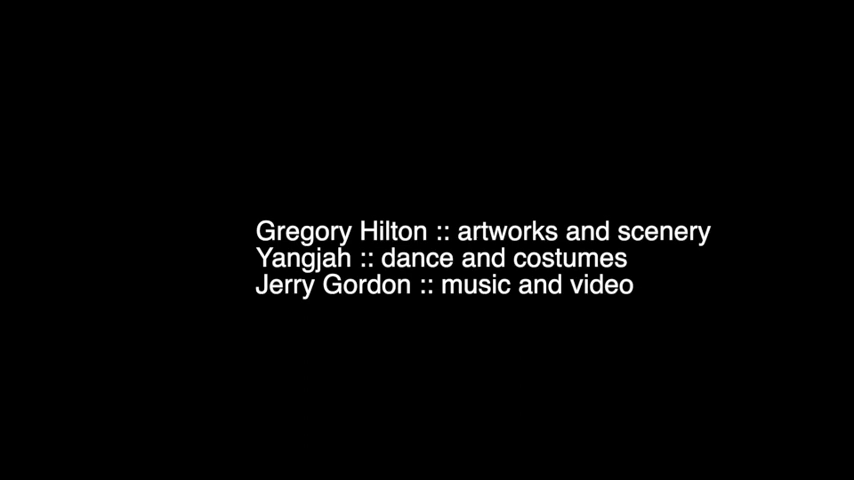 Gregory Hilton :: artworks and scenery
Yangjah :: dance and costumes
Jerry Gordon :: music and video